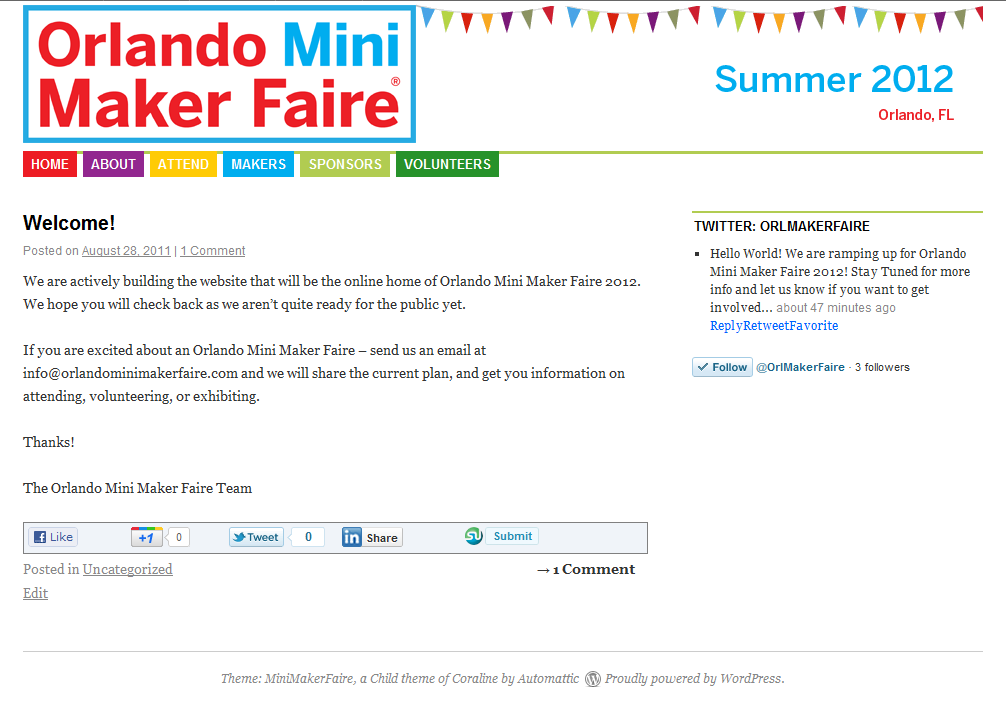 Orlando Mini
Maker Faire®
Summer 2012
Orlando, FL
HOME ABOUT ATTEND MAKERS SPONSORS VOLUNTEERS
Welcome!
Posted on August 28, 2011 | 1 Comment
We are actively building the website that will be the online home of Orlando Mini Maker Faire 2012.
We hope you will check back as we aren’t quite ready for the public yet.
If you are excited about an Orlando Mini Maker Faire – send us an email at
info@orlandominimakerfaire.com and we will share the current plan, and get you information on
attending, volunteering, or exhibiting.
Thanks!
The Orlando Mini Maker Faire Team
Like +1 0 Tweet 0 in Share Submit
Posted in Uncategorized → 1 Comment
Edit
TWITTER: ORLMAKERFAIRE
Hello World! We are ramping up for Orlando
Mini Maker Faire 2012! Stay Tuned for more
info and let us know if you want to get
involved... about 47 minutes ago
ReplyRetweetFavorite
Follow @OrlMakerFaire · 3 followers
Theme: MiniMakerFaire, a Child theme of Coraline by Automattic Proudly powered by WordPress.